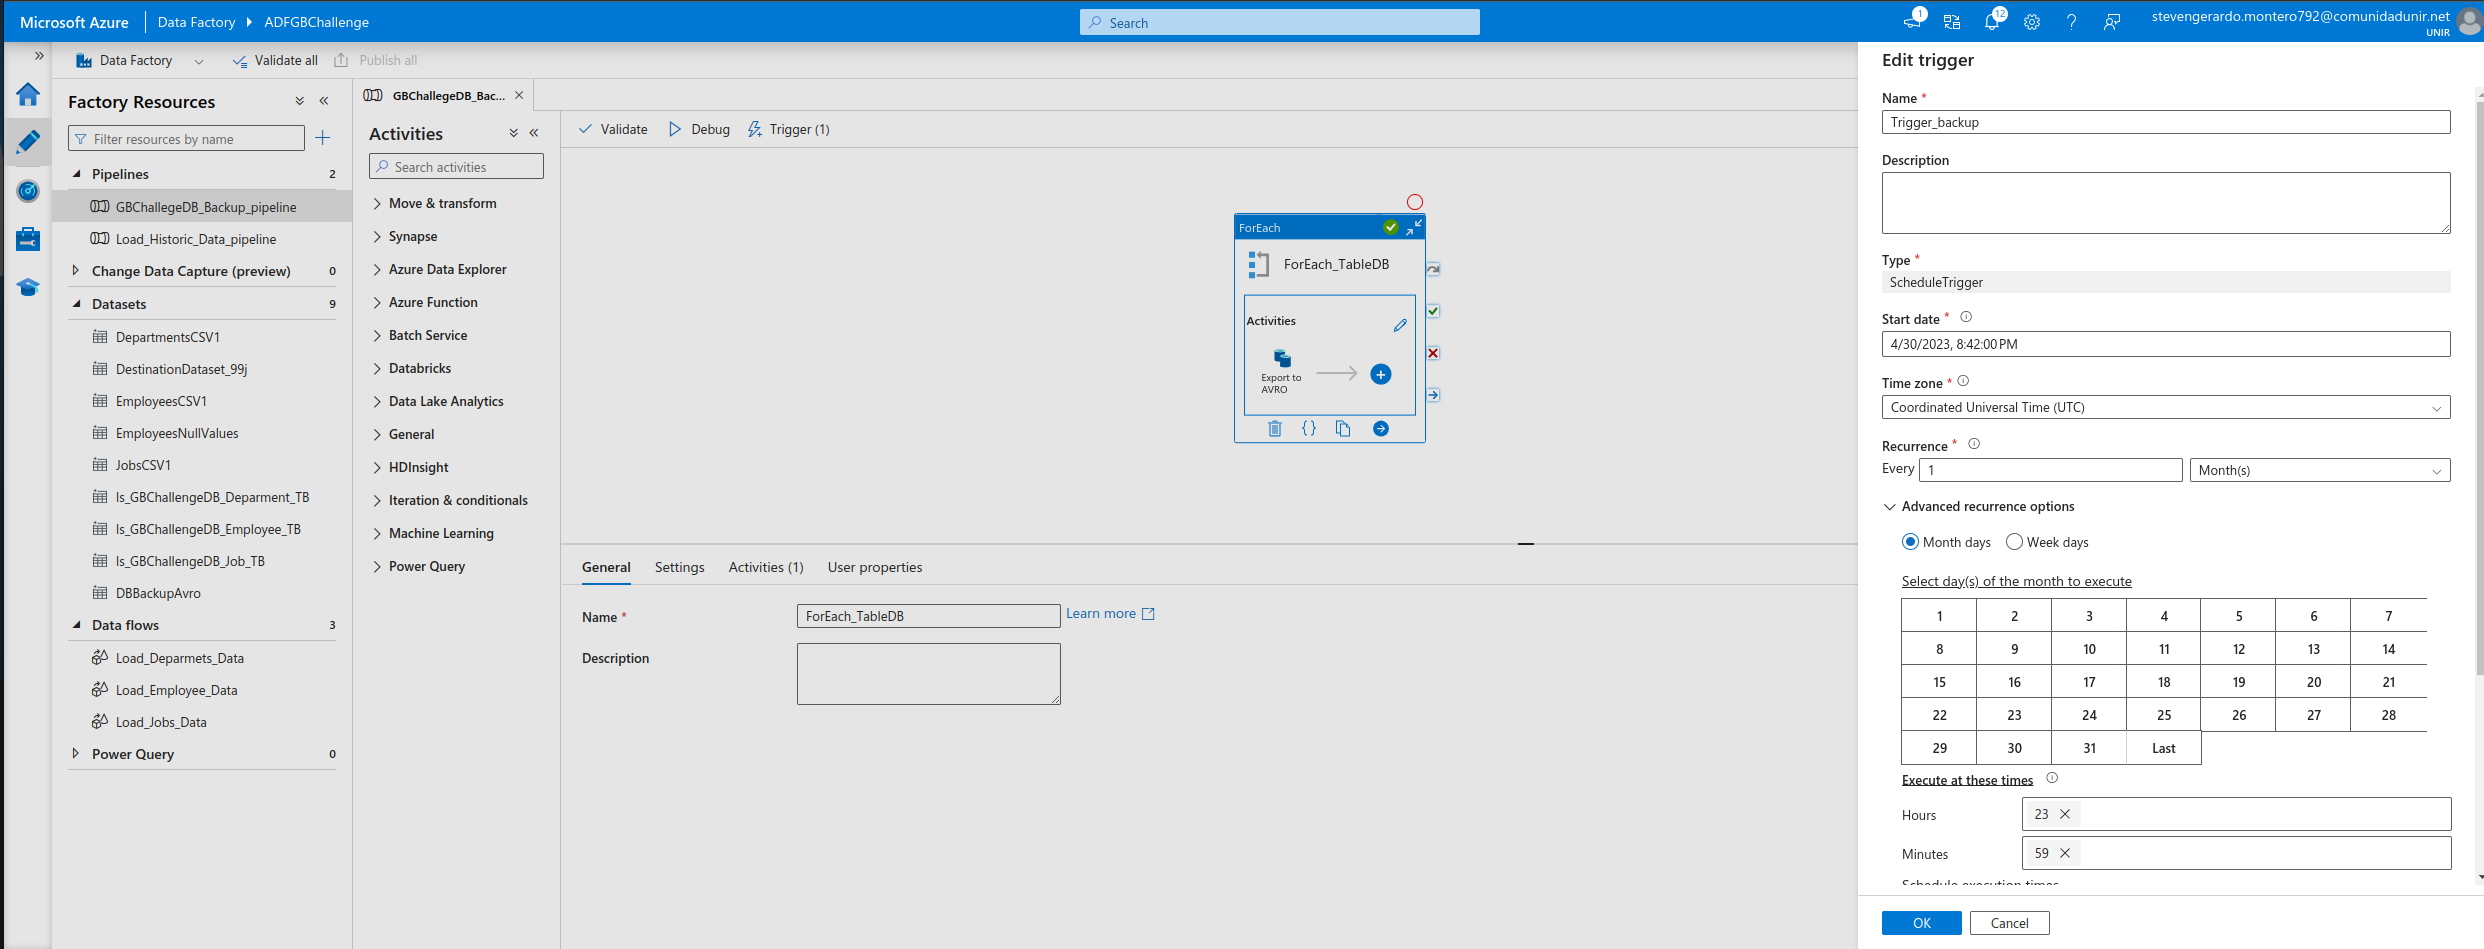 Microsoft Azure
Data Factory
ADFGBChallenge
Search
1
12
stevengerardo.montero792@comunidadunir.net
UNIR
Data Factory
Validate all
Publish all
Factory Resources
Filter resources by name
Pipelines 2
GBChallegeDB_Backup_pipeline
Load_Historic_Data_pipeline
Change Data Capture (preview) 0
Datasets 9
DepartmentsCSV1
DestinationDataset_99j
EmployeesCSV1
EmployeesNullValues
JobsCSV1
ls_GBChallengeDB_Deparment_TB
ls_GBChallengeDB_Employee_TB
ls_GBChallengeDB_Job_TB
DBBackupAvro
Data flows 3
Load_Deparmets_Data
Load_Employee_Data
Load_Jobs_Data
Power Query 0
GBChallegeDB_Bac...
Activities
Search activities
Move & transform
Synapse
Azure Data Explorer
Azure Function
Batch Service
Databricks
Data Lake Analytics
General
HDInsight
Iteration & conditionals
Machine Learning
Power Query
Validate
Debug
Trigger (1)
ForEach
ForEach_TableDB
Activities
Export to
AVRO
General
Settings
Activities (1)
User properties
Name *
ForEach_TableDB
Learn more
Description
Edit trigger
Name *
Trigger_backup
Description
Type *
ScheduleTrigger
Start date *
4/30/2023, 8:42:00 PM
Time zone *
Coordinated Universal Time (UTC)
Recurrence *
Every 1 Month(s)
Advanced recurrence options
Month days Week days
Select day(s) of the month to execute
1 2 3 4 5 6 7
8 9 10 11 12 13 14
15 16 17 18 19 20 21
22 23 24 25 26 27 28
29 30 31 Last
Execute at these times
Hours 23
Minutes 59
Schedule execution times
OK
Cancel